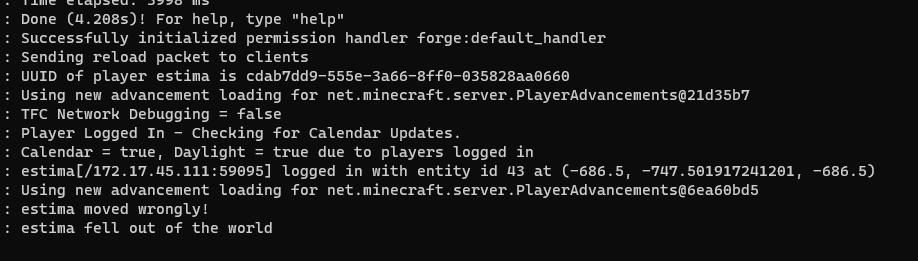 : Time elapsed: 3998 ms
: Done (4.208s)! For help, type "help"
: Successfully initialized permission handler forge:default_handler
: Sending reload packet to clients
: UUID of player estima is cdab7dd9-555e-3a66-8ff0-035828aa0660
: Using new advancement loading for net.minecraft.server.PlayerAdvancements@21d35b7
: TFC Network Debugging = false
: Player Logged In - Checking for Calendar Updates.
: Calendar = true, Daylight = true due to players logged in
: estima[/172.17.45.111:59095] logged in with entity id 43 at (-686.5, -747.501917241201, -686.5)
: Using new advancement loading for net.minecraft.server.PlayerAdvancements@6ea60bd5
: estima moved wrongly!
: estima fell out of the world